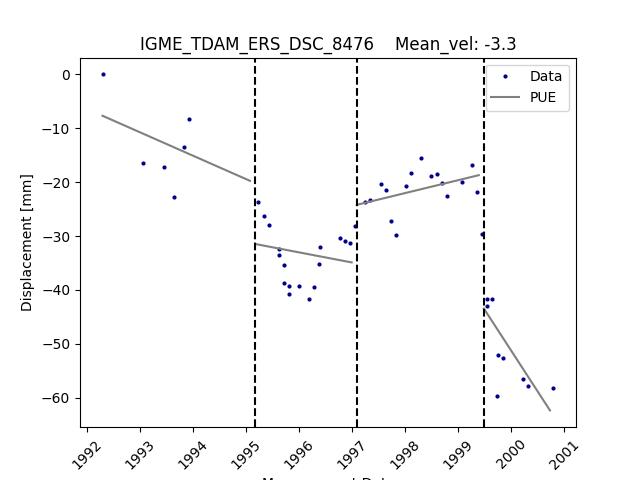 IGME_TDAM_ERS_DSC_8476 Mean_vel: -3.3
Data
PUE
Displacement [mm]
0
−10
−20
−30
−40
−50
−60
1992 1993 1994 1995 1996 1997 1998 1999 2000 2001